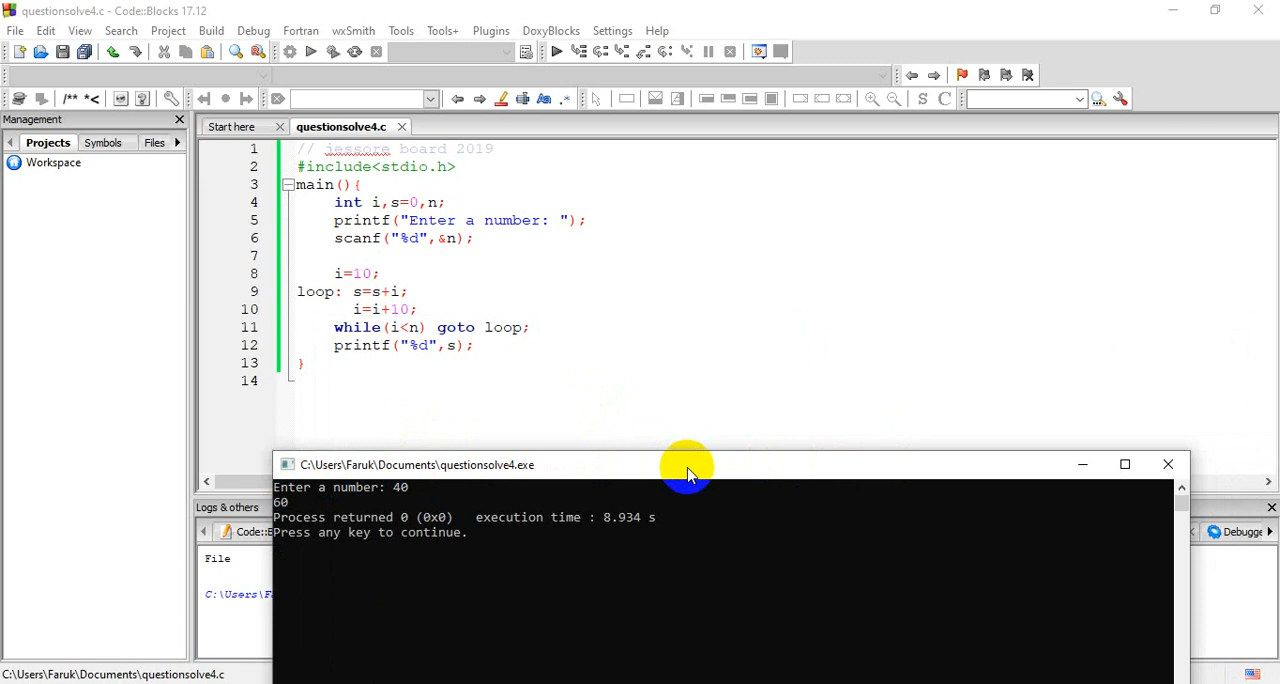 questionsolve4.c - Code::Blocks 17.12
File Edit View Search Project Build Debug Fortran wxSmith Tools Tools+ Plugins DoxyBlocks Settings Help
/** *<
S C
Management
Projects Symbols Files
Workspace
Start here questionsolve4.c
1 // jessore board 2019
2 #include<stdio.h>
3 main(){
4 int i,s=0,n;
5 printf("Enter a number: ");
6 scanf("%d",&n);
7
8 i=10;
9 loop: s=s+i;
10 i=i+10;
11 while(i<n) goto loop;
12 printf("%d",s);
13 }
14
C:\Users\Faruk\Documents\questionsolve4.exe
Enter a number: 40
60
Process returned 0 (0x0) execution time : 8.934 s
Press any key to continue.
Logs & others
Code::
Debugge
File
C:\Users\Fa
C:\Users\Faruk\Documents\questionsolve4.c